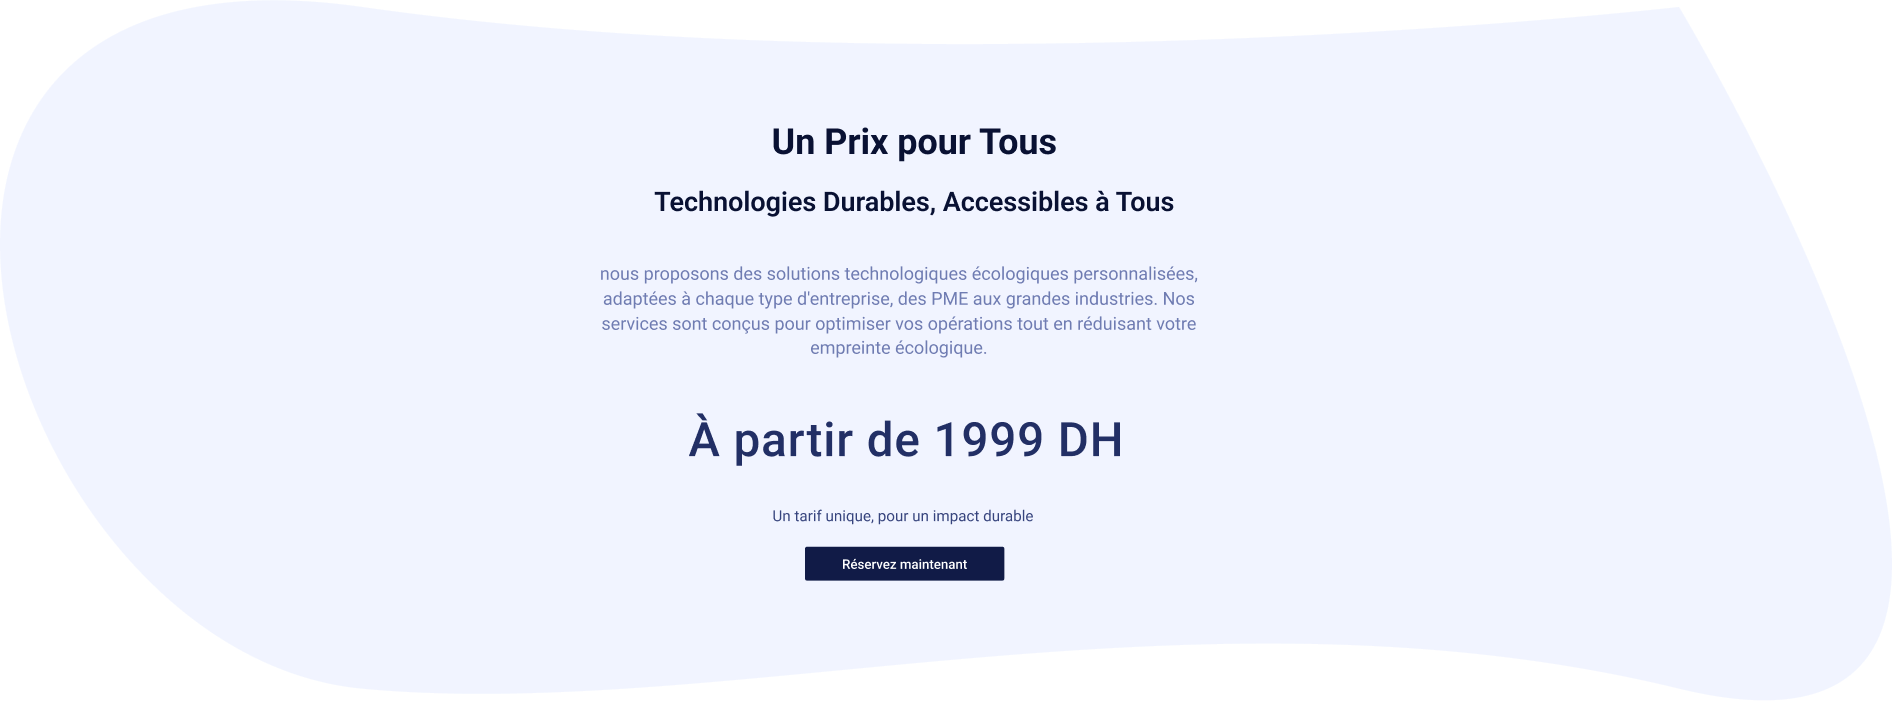 Un Prix pour Tous
Technologies Durables, Accessibles à Tous
nous proposons des solutions technologiques écologiques personnalisées,
adaptées à chaque type d'entreprise, des PME aux grandes industries. Nos
services sont conçus pour optimiser vos opérations tout en réduisant votre
empreinte écologique.
À partir de 1999 DH
Un tarif unique, pour un impact durable
Réservez maintenant